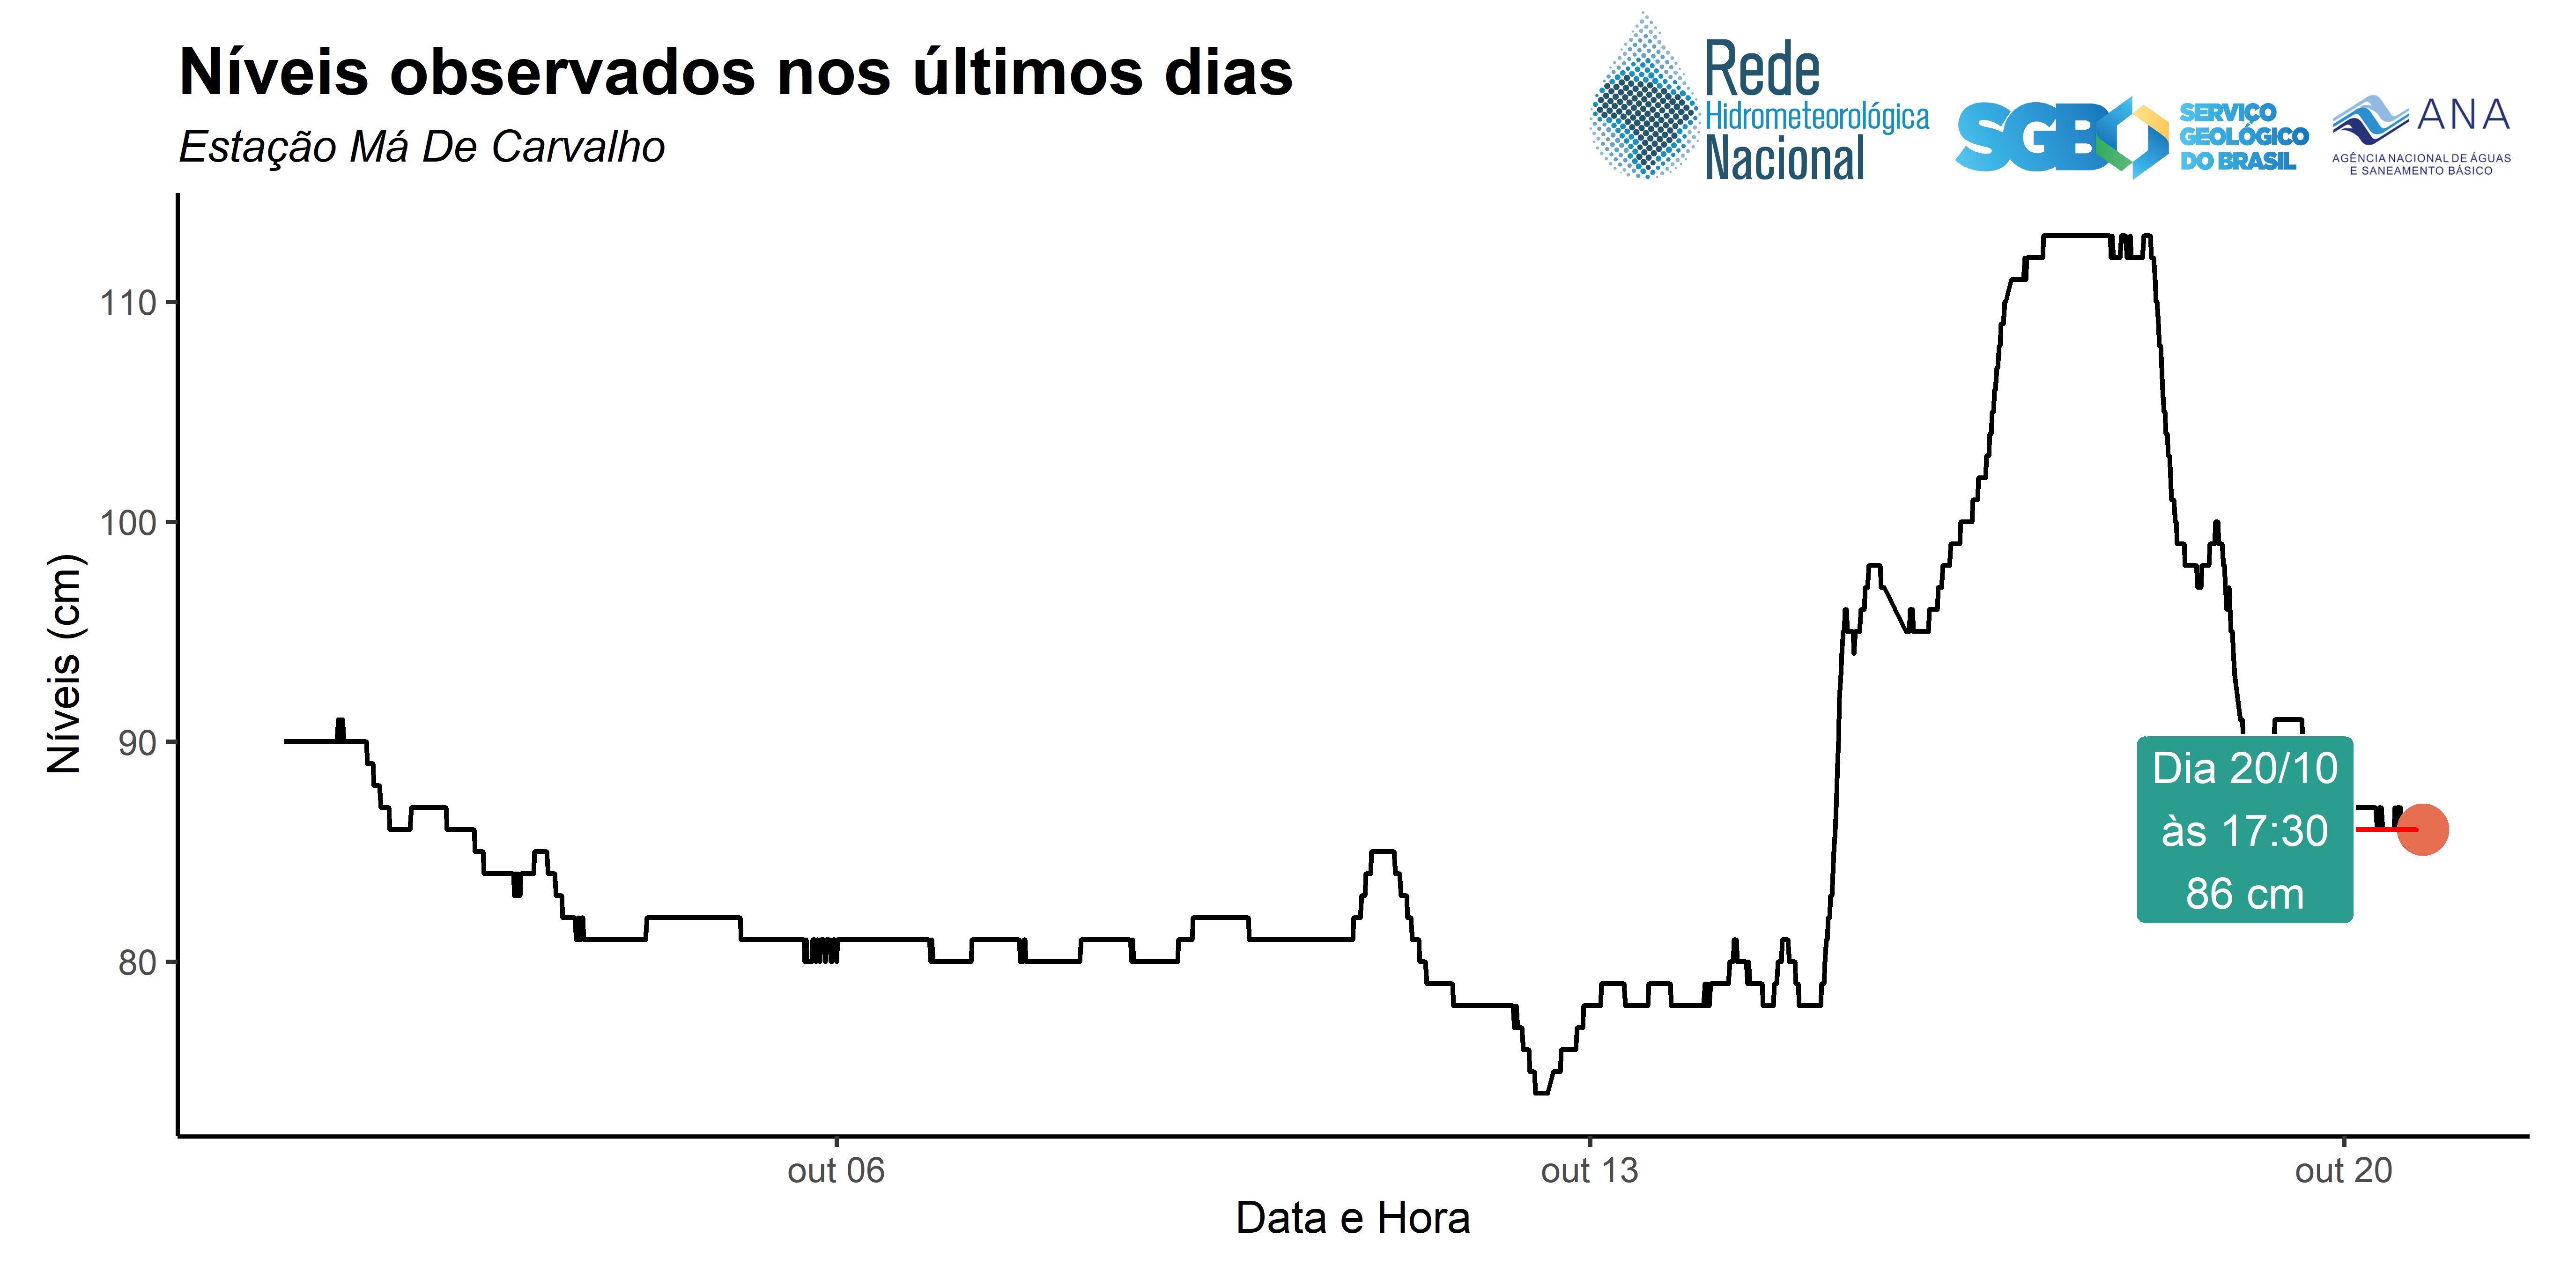 Níveis observados nos últimos dias
Estação Má De Carvalho
Rede
Hidrometeorológica
Nacional
SGB
SERVIÇO
GEOLÓGICO
DO BRASIL
ANA
AGÊNCIA NACIONAL DE ÁGUAS
E SANEAMENTO BÁSICO
Níveis (cm)
110
100
90
80
Dia 20/10
às 17:30
86 cm
out 06
out 13
out 20
Data e Hora